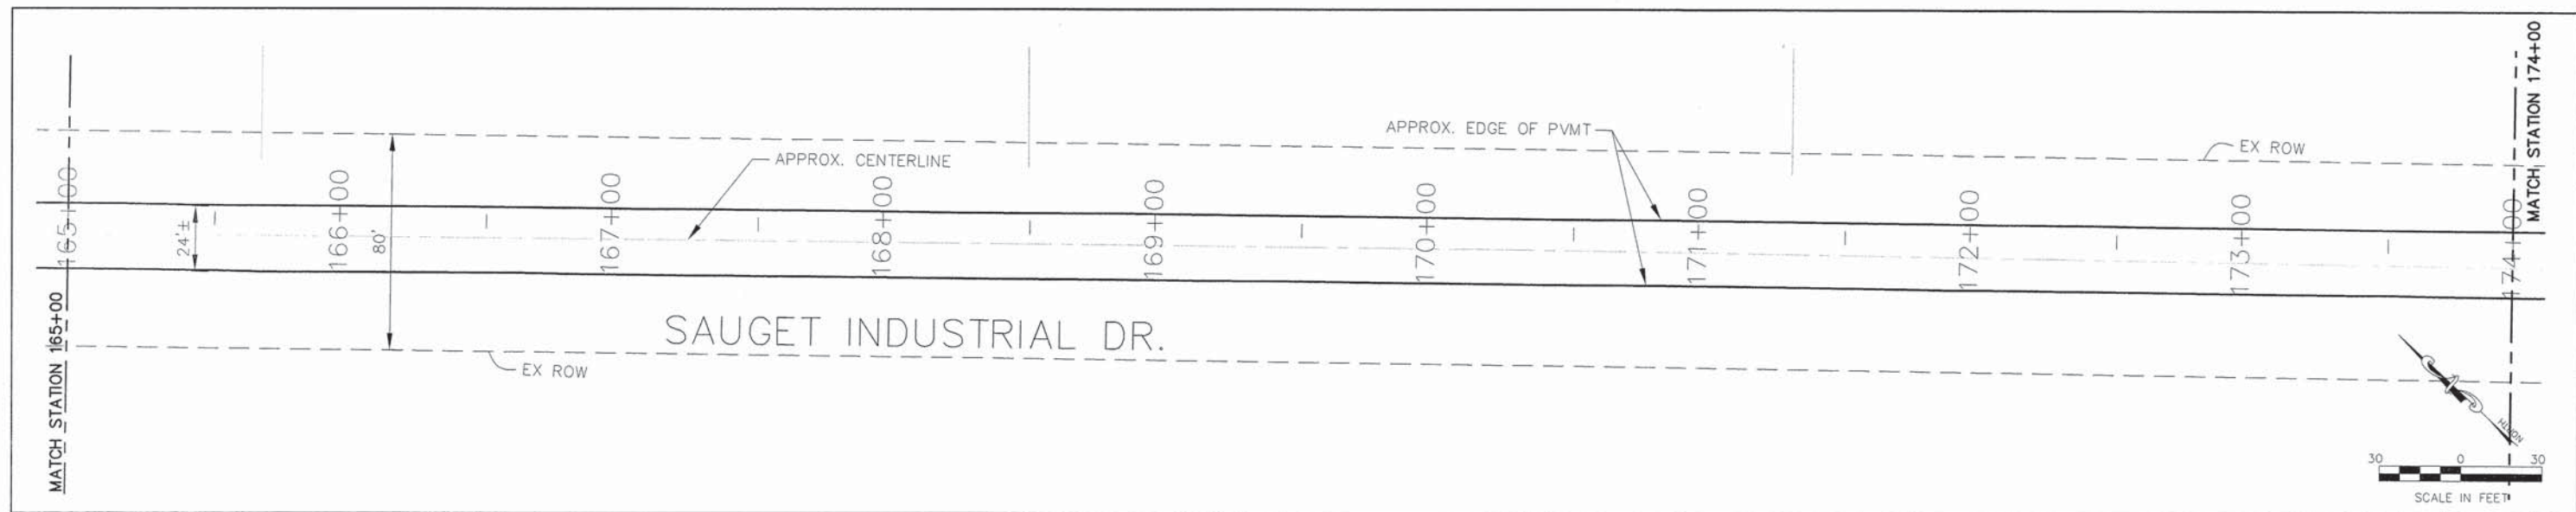 MATCH STATION 165+00
MATCH STATION 174+00
APPROX. EDGE OF PVMT
EX ROW
APPROX. CENTERLINE
165+00
24'±
166+00
80'
167+00
168+00
169+00
170+00
171+00
172+00
173+00
174+00
SAUGET INDUSTRIAL DR.
EX ROW
NORTH
30 0 30
SCALE IN FEET